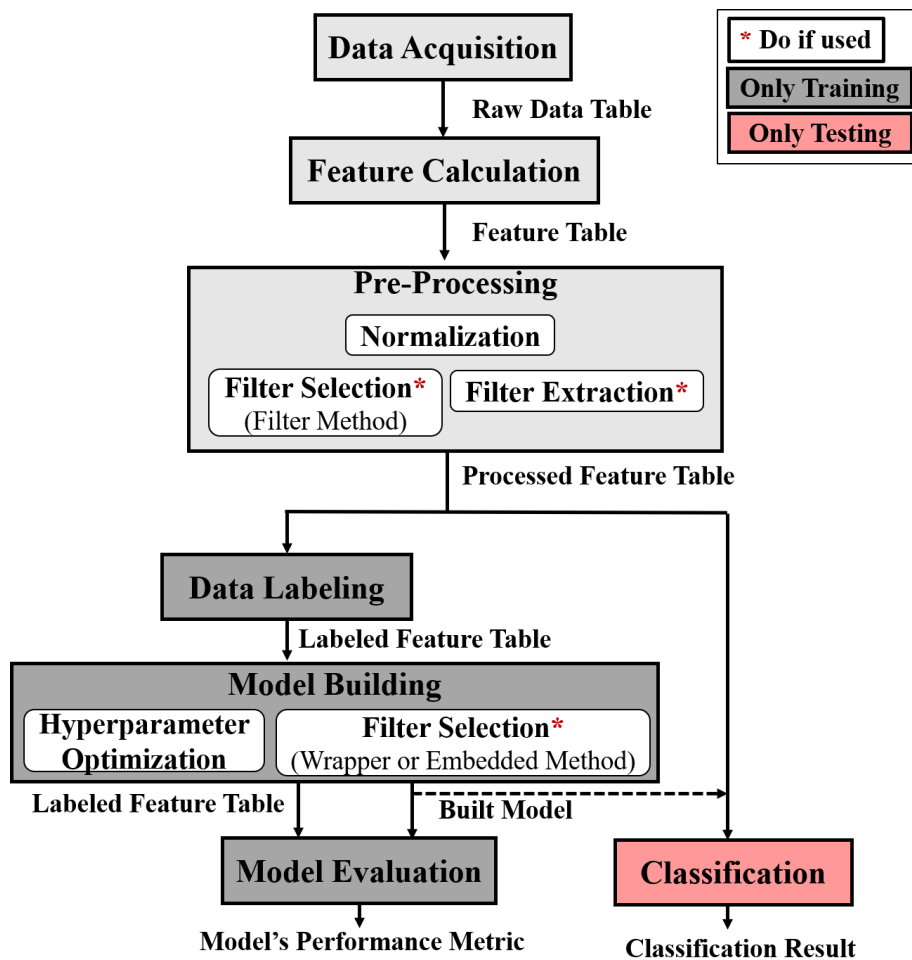 Data Acquisition
* Do if used
Only Training
Only Testing
Raw Data Table
Feature Calculation
Feature Table
Pre-Processing
Normalization
Filter Selection*
(Filter Method)
Filter Extraction*
Processed Feature Table
Data Labeling
Labeled Feature Table
Model Building
Hyperparameter
Optimization
Filter Selection*
(Wrapper or Embedded Method)
Labeled Feature Table
Built Model
Model Evaluation
Classification
Model's Performance Metric
Classification Result